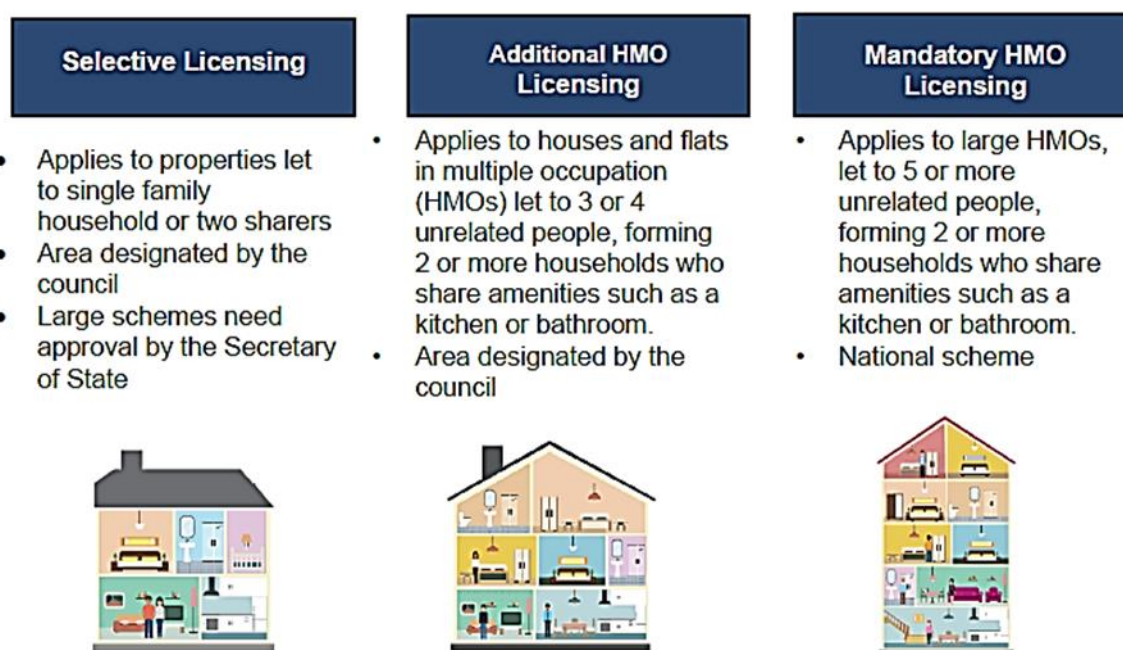 Selective Licensing
• Applies to properties let
to single family
household or two sharers
• Area designated by the
council
• Large schemes need
approval by the Secretary
of State
Additional HMO
Licensing
• Applies to houses and flats
in multiple occupation
(HMOs) let to 3 or 4
unrelated people, forming
2 or more households who
share amenities such as a
kitchen or bathroom.
• Area designated by the
council
Mandatory HMO
Licensing
• Applies to large HMOs,
let to 5 or more
unrelated people,
forming 2 or more
households who share
amenities such as a
kitchen or bathroom.
• National scheme